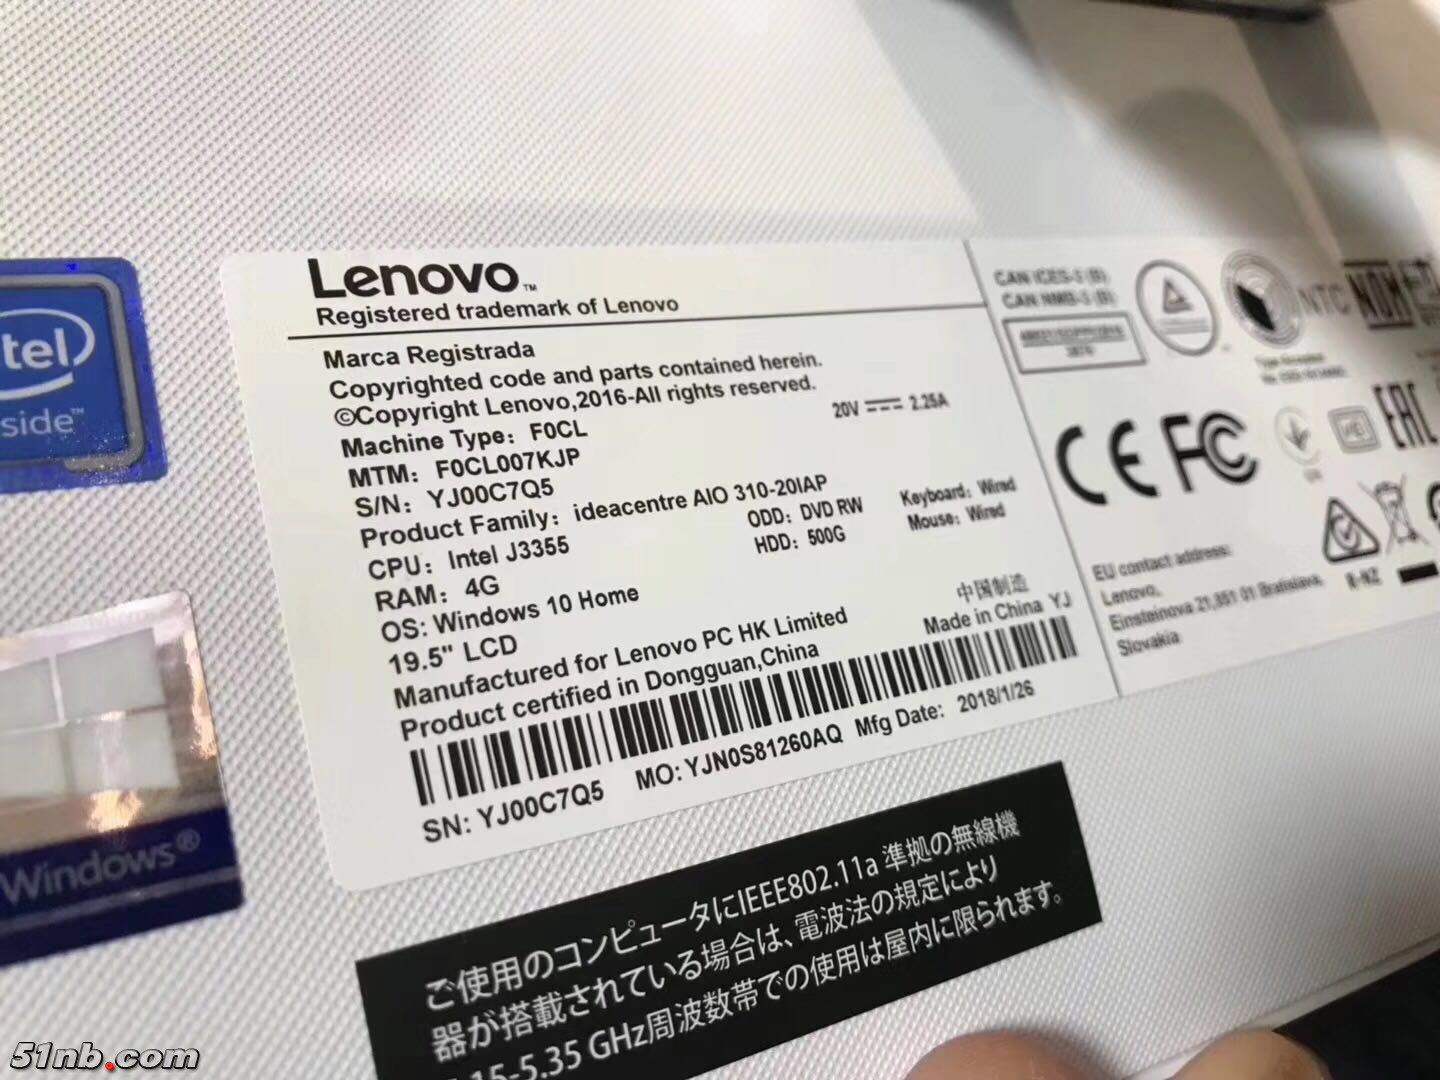 Lenovo™
Registered trademark of Lenovo
Marca Registrada
Copyrighted code and parts contained herein.
©Copyright Lenovo,2016-All rights reserved.
20V 2.25A
Machine Type: F0CL
MTM: F0CL007KJP
S/N: YJ00C7Q5
Product Family: ideacentre AIO 310-20IAP
CPU: Intel J3355
ODD: DVD RW
Keyboard: Wired
RAM: 4G
HDD: 500G
Mouse: Wired
OS: Windows 10 Home
19.5" LCD
Manufactured for Lenovo PC HK Limited
中国制造
Product certified in Dongguan,China
Made in China YJ
SN: YJ00C7Q5 MO: YJN0S81260AQ Mfg Date: 2018/1/26
CAN ICES-3 (B)
CAN NMB-3 (B)
NTC
NOM
CE FC
EAC
EU contact address:
Lenovo,
Einsteinova 21,851 01 Bratislava,
Slovakia
R-NZ
tel
side™
Windows®
ご使用のコンピュータにIEEE802.11a 準拠の無線機
器が搭載されている場合は、電波法の規定により
15-5.35 GHz周波数帯での使用は屋内に限られます。
51nb.com